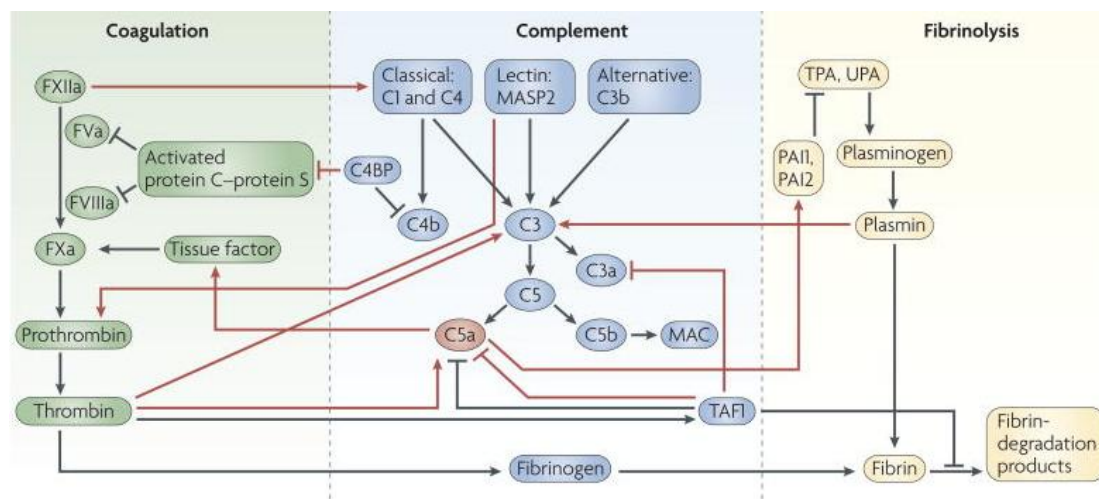 Coagulation
Complement
Fibrinolysis
FXIIa
Classical:
C1 and C4
Lectin:
MASP2
Alternative:
C3b
TPA, UPA
FVa
Activated
protein C–protein S
C4BP
PAI1,
PAI2
Plasminogen
FVIIIa
C4b
C3
Plasmin
FXa
Tissue factor
C3a
C5
Prothrombin
C5a
C5b
MAC
Thrombin
TAFI
Fibrin-
degradation
products
Fibrinogen
Fibrin